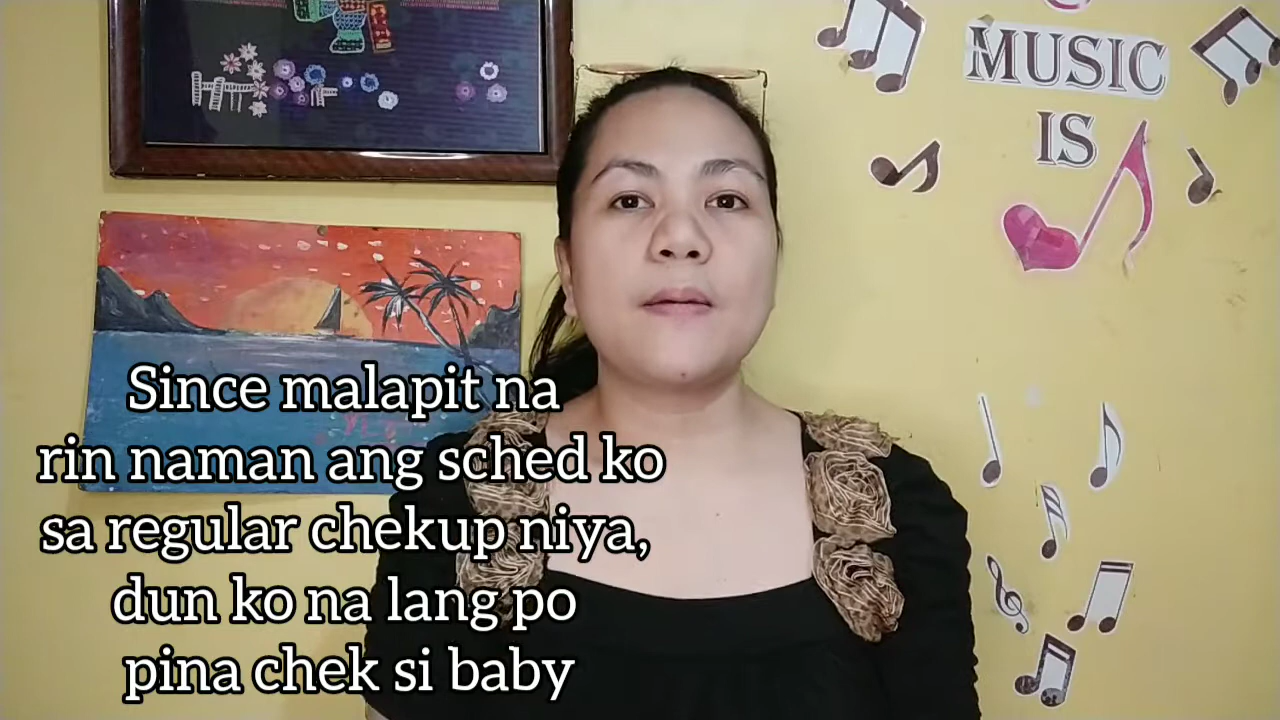 MUSIC
IS
Since malapit na
rin naman ang sched ko
sa regular chekup niya,
dun ko na lang po
pina chek si baby